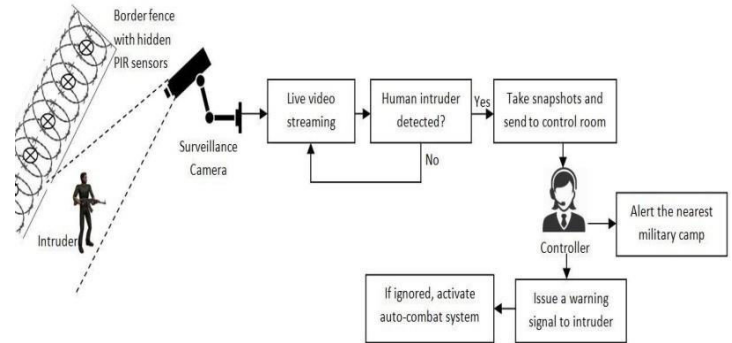 Border fence
with hidden
PIR sensors
Surveillance
Camera
Intruder
Live video
streaming
Human intruder
detected?
Yes
No
Take snapshots and
send to control room
Controller
Alert the nearest
military camp
Issue a warning
signal to intruder
If ignored, activate
auto-combat system